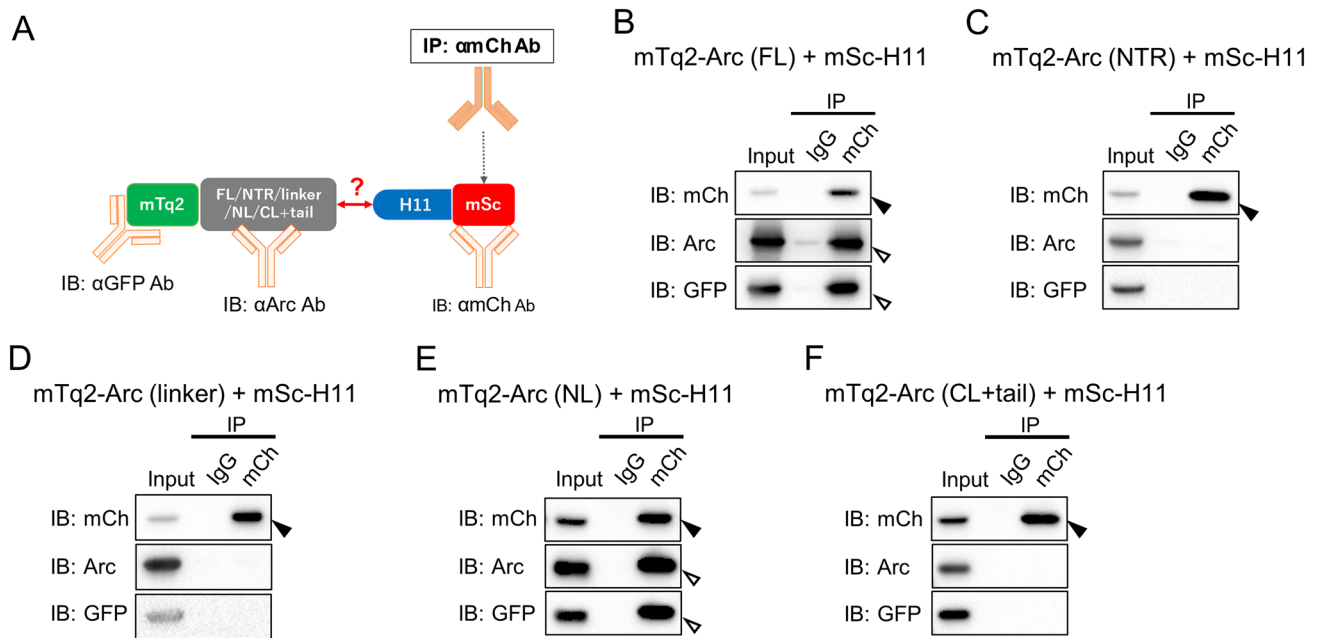 A
IP: αmCh Ab
mTq2
FL/NTR/linker
/NL/CL+tail
?
H11
mSc
IB: αGFP Ab
IB: αArc Ab
IB: αmCh Ab
B
mTq2-Arc (FL) + mSc-H11
IP
Input IgG mCh
IB: mCh
IB: Arc
IB: GFP
C
mTq2-Arc (NTR) + mSc-H11
IP
Input IgG mCh
IB: mCh
IB: Arc
IB: GFP
D
mTq2-Arc (linker) + mSc-H11
IP
Input IgG mCh
IB: mCh
IB: Arc
IB: GFP
E
mTq2-Arc (NL) + mSc-H11
IP
Input IgG mCh
IB: mCh
IB: Arc
IB: GFP
F
mTq2-Arc (CL+tail) + mSc-H11
IP
Input IgG mCh
IB: mCh
IB: Arc
IB: GFP